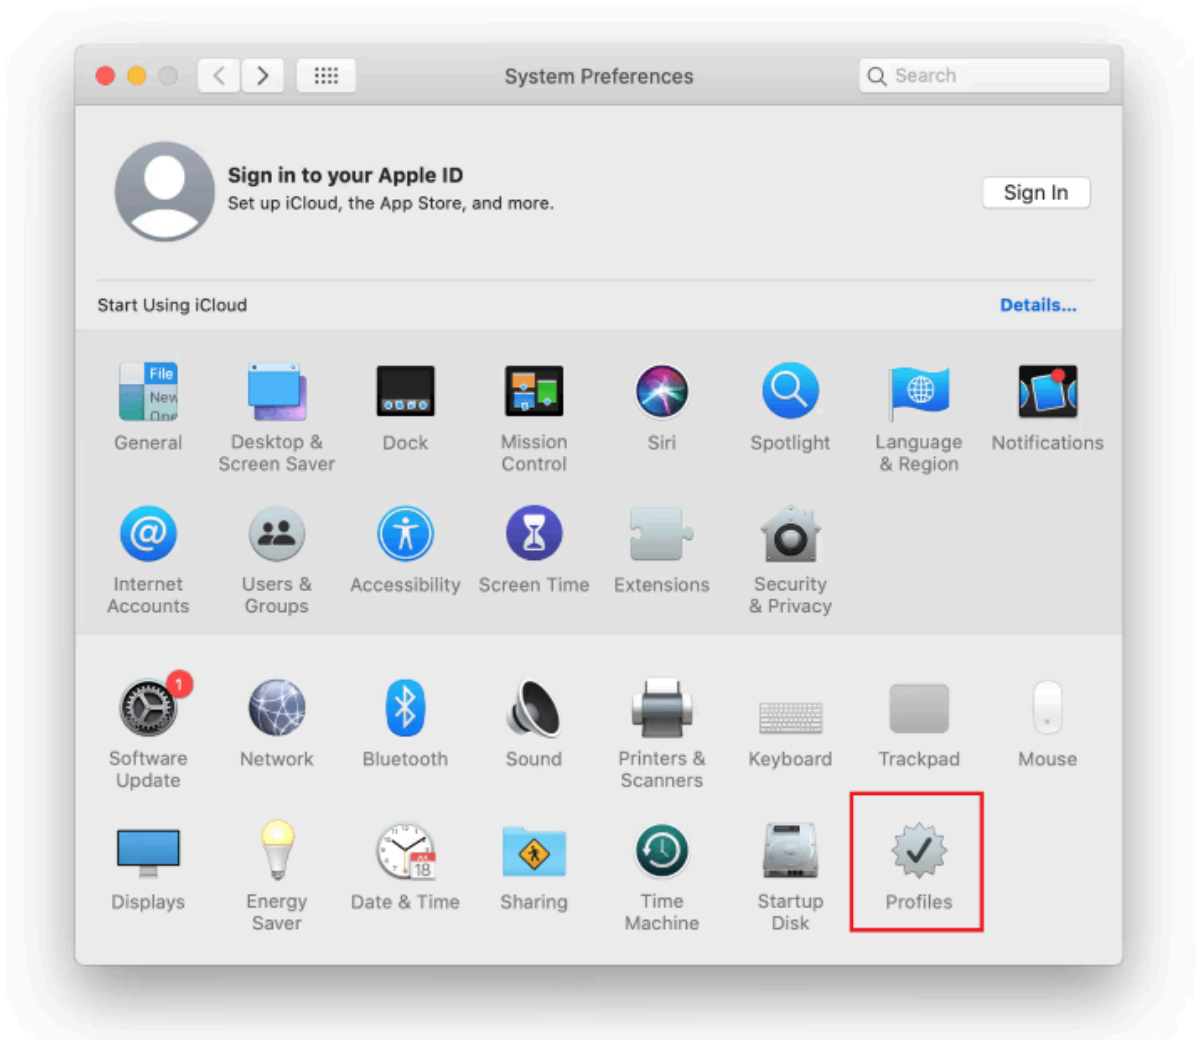 System Preferences
Search
Sign in to your Apple ID
Set up iCloud, the App Store, and more.
Sign In
Start Using iCloud
Details...
File
New
Ope
General
Desktop &
Screen Saver
Dock
Mission
Control
Siri
Spotlight
Language
& Region
Notifications
Internet
Accounts
Users &
Groups
Accessibility
Screen Time
Extensions
Security
& Privacy
1
Software
Update
Network
Bluetooth
Sound
Printers &
Scanners
Keyboard
Trackpad
Mouse
Displays
Energy
Saver
JUL
18
Date & Time
Sharing
Time
Machine
Startup
Disk
Profiles